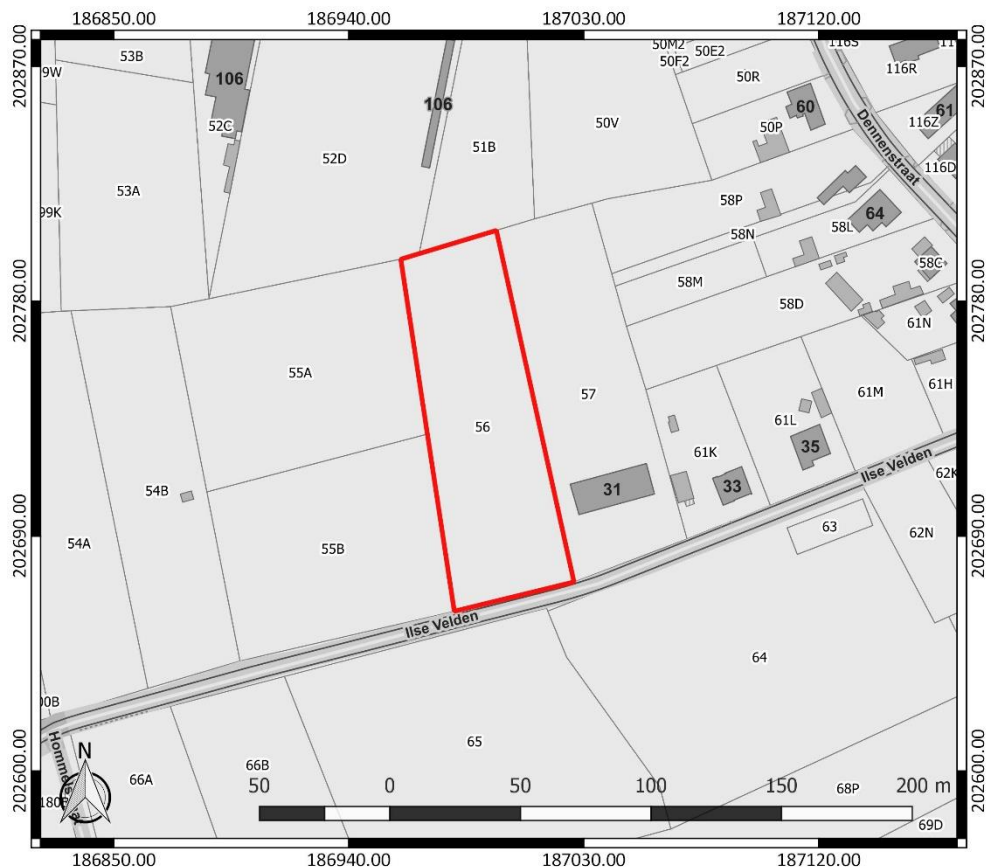 186850.00 186940.00 187030.00 187120.00
202870.00 202870.00
53B 106 50M2 50E2 116S 116R 11
9W 50F2 50R
106 60 61
52C 50V 50P 116Z
52D 51B Dennenstraat
53A 116D
58P
99K 64
58N 58L
58C
202780.00 58M 202780.00
58D
61N
55A 61H
57 61M
56 61L
61K 35
Ilse Velden
54B 31 33 62K
202690.00 63 202690.00
54A 55B 62N
Ilse Velden
64
00B
Hommels
65
N 66B
66A
50 0 50 100 150 200 m
202600.00 180 68P 202600.00
69D
186850.00 186940.00 187030.00 187120.00